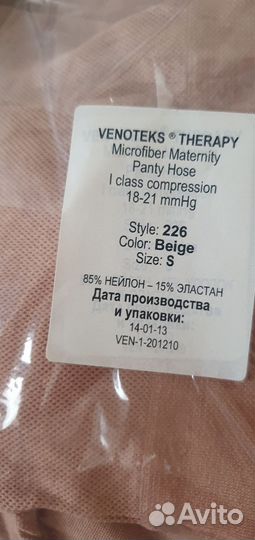 VENOTEKS ® THERAPY
Microfiber Maternity
Panty Hose
I class compression
18-21 mmHg
Style: 226
Color: Beige
Size: S
85% НЕЙЛОН – 15% ЭЛАСТАН
Дата производства
и упаковки:
14-01-13
VEN-1-201210
Avito